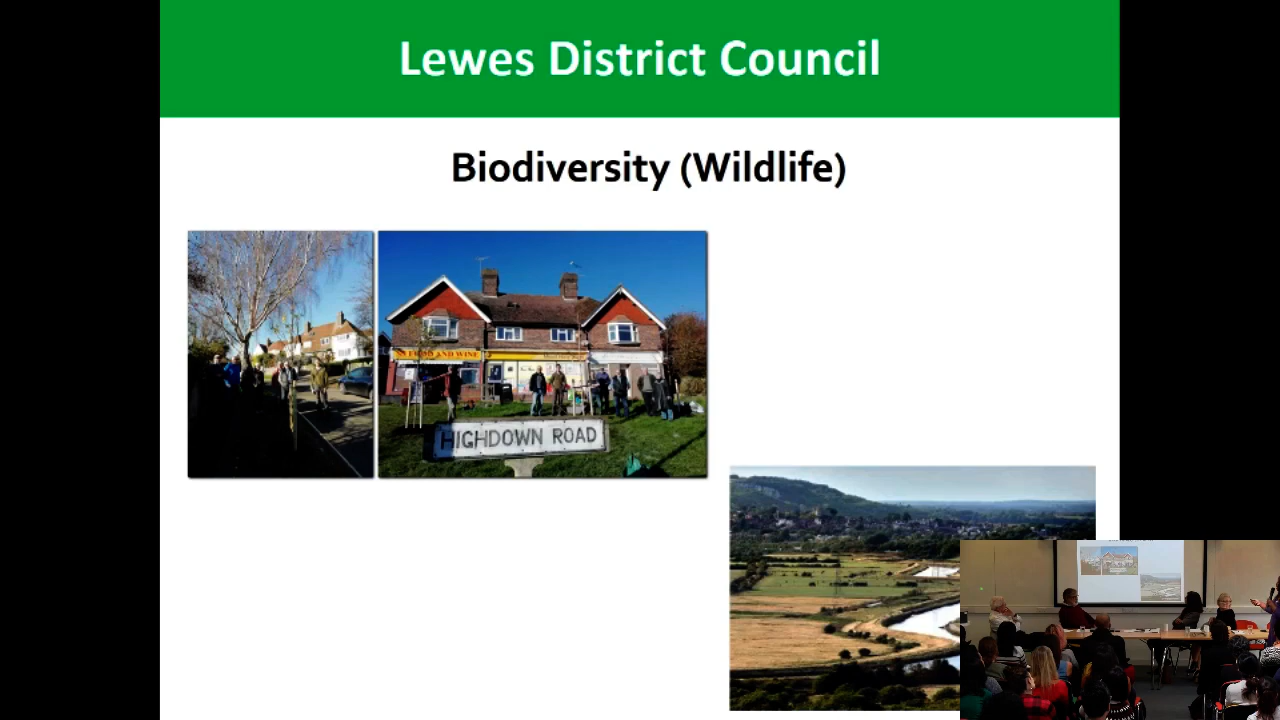 Lewes District Council
Biodiversity (Wildlife)
FOOD AND WINE
HIGHDOWN ROAD